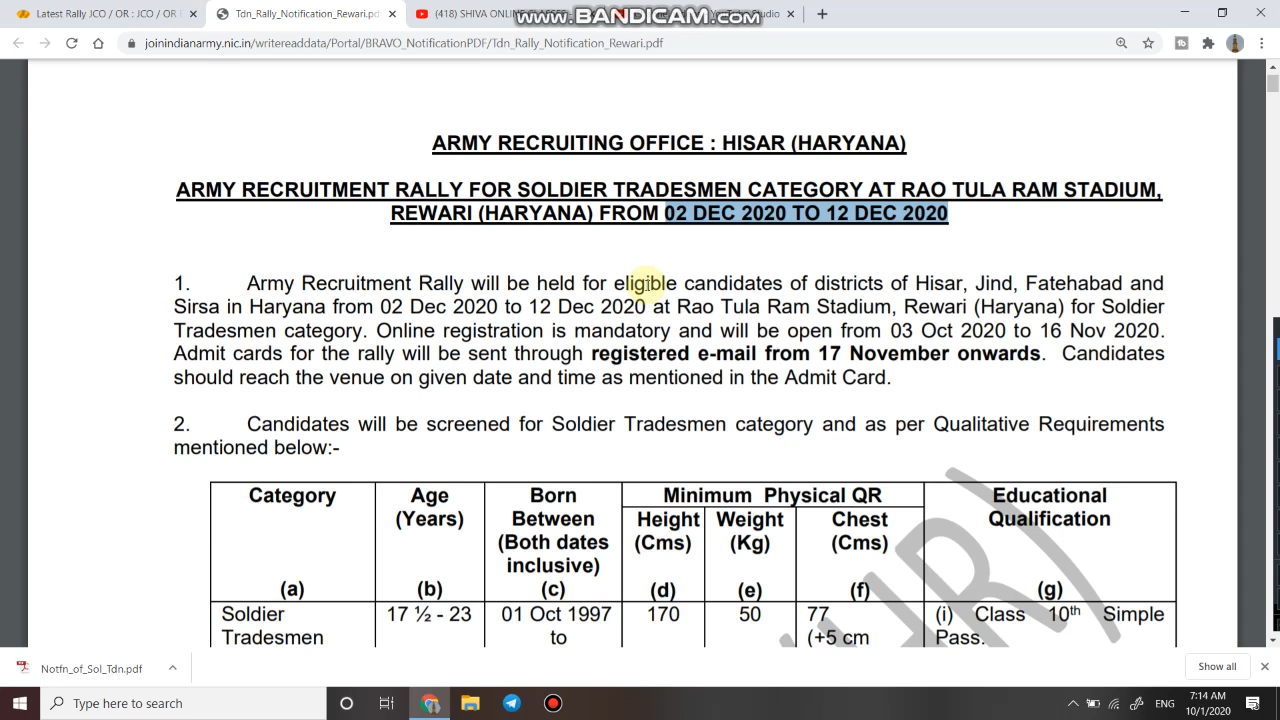 Latest Rally JCO / OR : JCO / OR
Tdn_Rally_Notification_Rewari.pdf
www.BANDICAM.com
Studio
joinindianarmy.nic.in/writereaddata/Portal/BRAVO_NotificationPDF/Tdn_Rally_Notification_Rewari.pdf
ARMY RECRUITING OFFICE : HISAR (HARYANA)
ARMY RECRUITMENT RALLY FOR SOLDIER TRADESMEN CATEGORY AT RAO TULA RAM STADIUM,
REWARI (HARYANA) FROM 02 DEC 2020 TO 12 DEC 2020
1. Army Recruitment Rally will be held for eligible candidates of districts of Hisar, Jind, Fatehabad and
Sirsa in Haryana from 02 Dec 2020 to 12 Dec 2020 at Rao Tula Ram Stadium, Rewari (Haryana) for Soldier
Tradesmen category. Online registration is mandatory and will be open from 03 Oct 2020 to 16 Nov 2020.
Admit cards for the rally will be sent through registered e-mail from 17 November onwards. Candidates
should reach the venue on given date and time as mentioned in the Admit Card.
2. Candidates will be screened for Soldier Tradesmen category and as per Qualitative Requirements
mentioned below:-
Category Age Born Minimum Physical QR Educational
(Years) Between Height Weight Chest Qualification
(Both dates (Cms) (Kg) (Cms)
inclusive)
(a) (b) (c) (d) (e) (f) (g)
Soldier 17 ½ - 23 01 Oct 1997 170 50 77 (i) Class 10th Simple
Tradesmen to (+5 cm Pass.
Notfn_of_Sol_Tdn.pdf
Show all
Type here to search
ENG
7:14 AM
10/1/2020